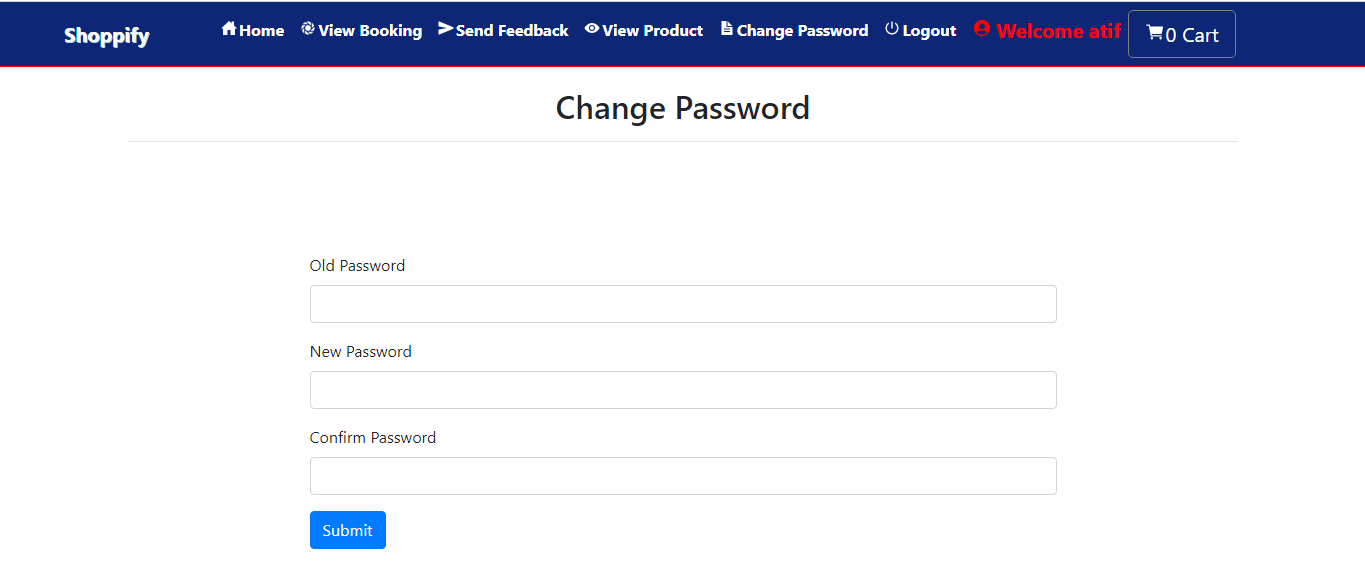 Shoppify Home View Booking Send Feedback View Product Change Password Logout Welcome atif 0 Cart
Change Password
Old Password
New Password
Confirm Password
Submit